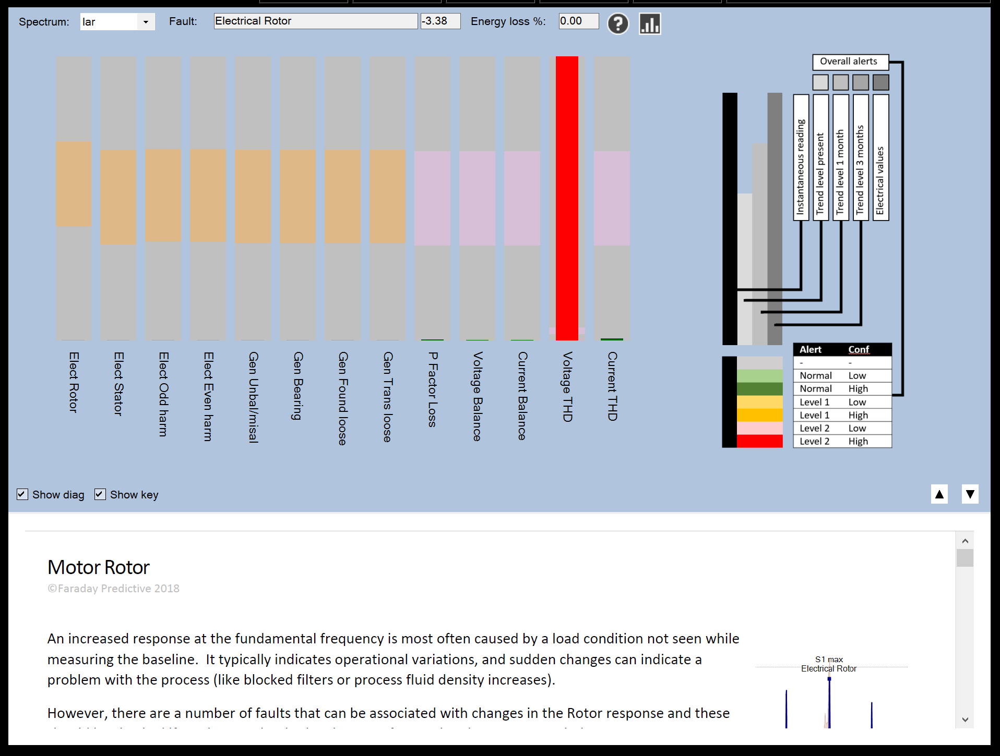 Spectrum: Iar Fault: Electrical Rotor -3.38 Energy loss %: 0.00
Overall alerts
Instantaneous reading
Trend level present
Trend level 1 month
Trend level 3 months
Electrical values
Elect Rotor
Elect Stator
Elect Odd harm
Elect Even harm
Gen Unbal/misal
Gen Bearing
Gen Found loose
Gen Trans loose
P Factor Loss
Voltage Balance
Current Balance
Voltage THD
Current THD
Alert Conf
- -
Normal Low
Normal High
Level 1 Low
Level 1 High
Level 2 Low
Level 2 High
Show diag Show key
Motor Rotor
©Faraday Predictive 2018
An increased response at the fundamental frequency is most often caused by a load condition not seen while
measuring the baseline. It typically indicates operational variations, and sudden changes can indicate a
problem with the process (like blocked filters or process fluid density increases).
S1 max
Electrical Rotor
However, there are a number of faults that can be associated with changes in the Rotor response and these